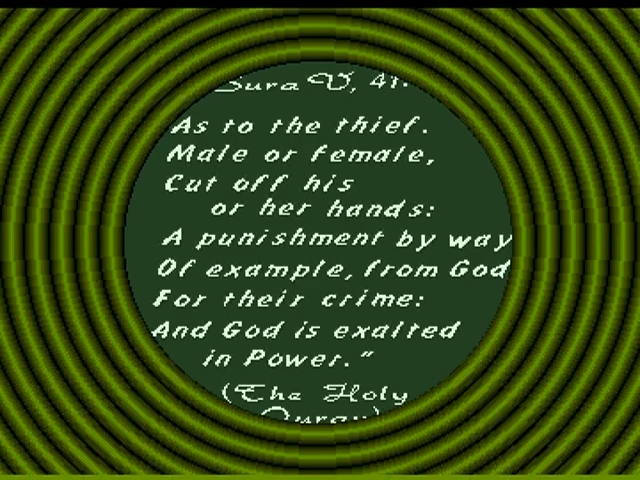 Sura V, 41.
As to the thief.
Male or female,
Cut off his
or her hands:
A punishment by way
Of example, from God
For their crime:
And God is exalted
in Power."
(The Holy
Quran)